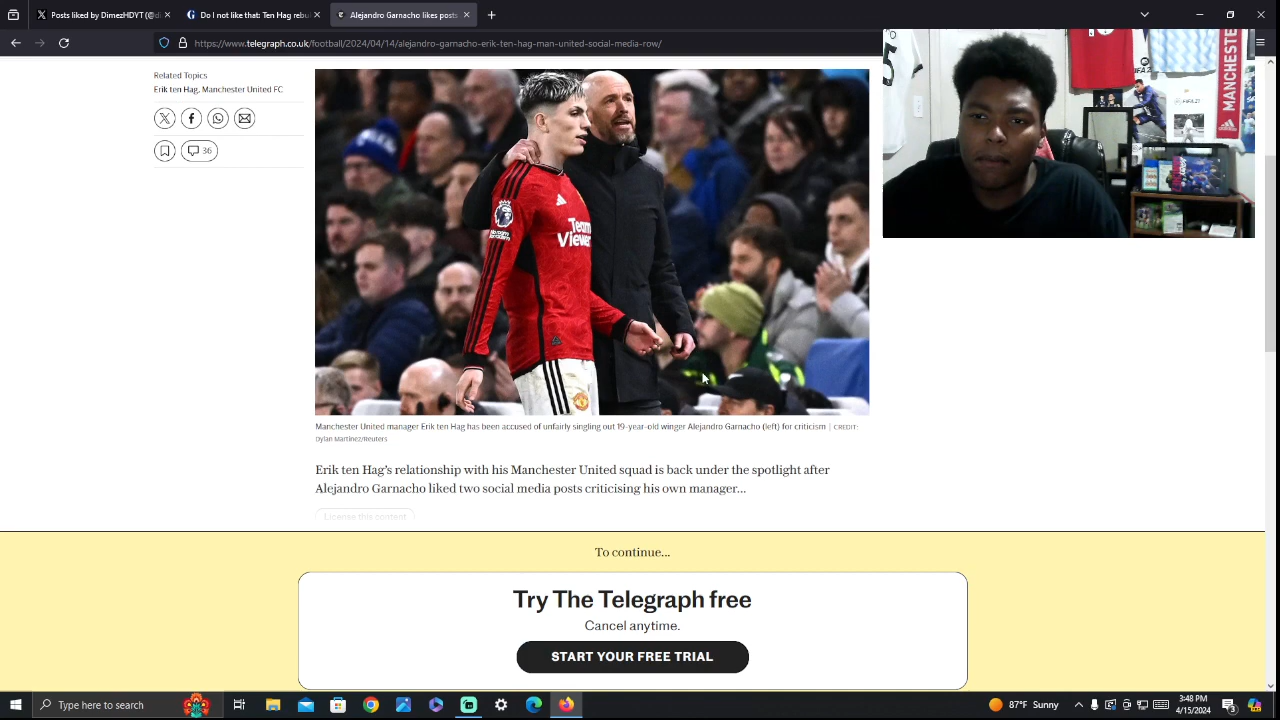 Posts liked by DimezHDYT (@di
Do I not like that: Ten Hag rebu
Alejandro Garnacho likes posts
https://www.telegraph.co.uk/football/2024/04/14/alejandro-garnacho-erik-ten-hag-man-united-social-media-row/
Related Topics
Erik ten Hag, Manchester United FC
36
Team
Viewer
5
MANCHESTER
Manchester United manager Erik ten Hag has been accused of unfairly singling out 19-year-old winger Alejandro Garnacho (left) for criticism | CREDIT:
Dylan Martinez/Reuters
Erik ten Hag’s relationship with his Manchester United squad is back under the spotlight after
Alejandro Garnacho liked two social media posts criticising his own manager...
License this content
To continue...
Try The Telegraph free
Cancel anytime.
START YOUR FREE TRIAL
Type here to search
87°F Sunny
3:48 PM
4/15/2024
3